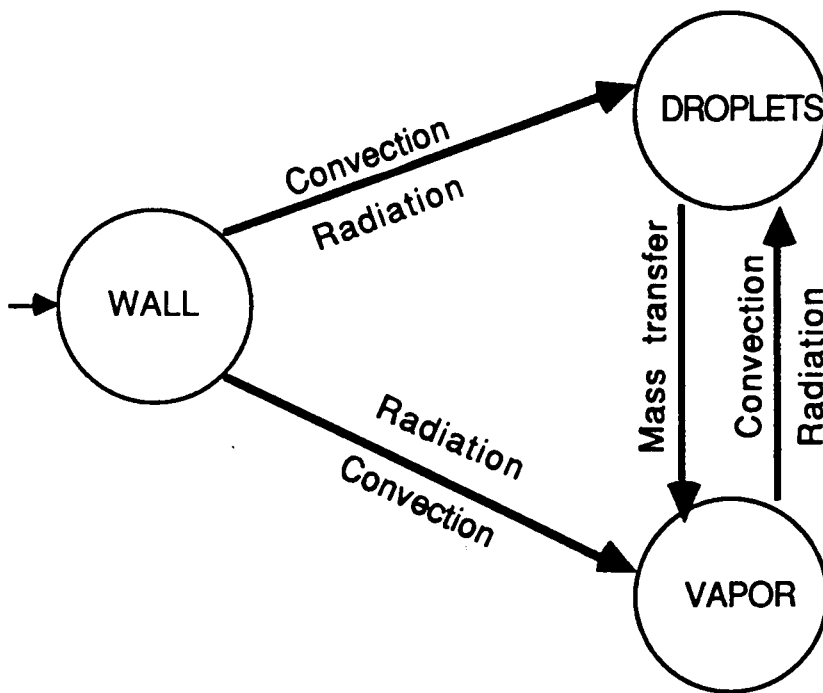 DROPLETS
Convection
Radiation
WALL
Mass transfer
Convection
Radiation
Radiation
Convection
VAPOR